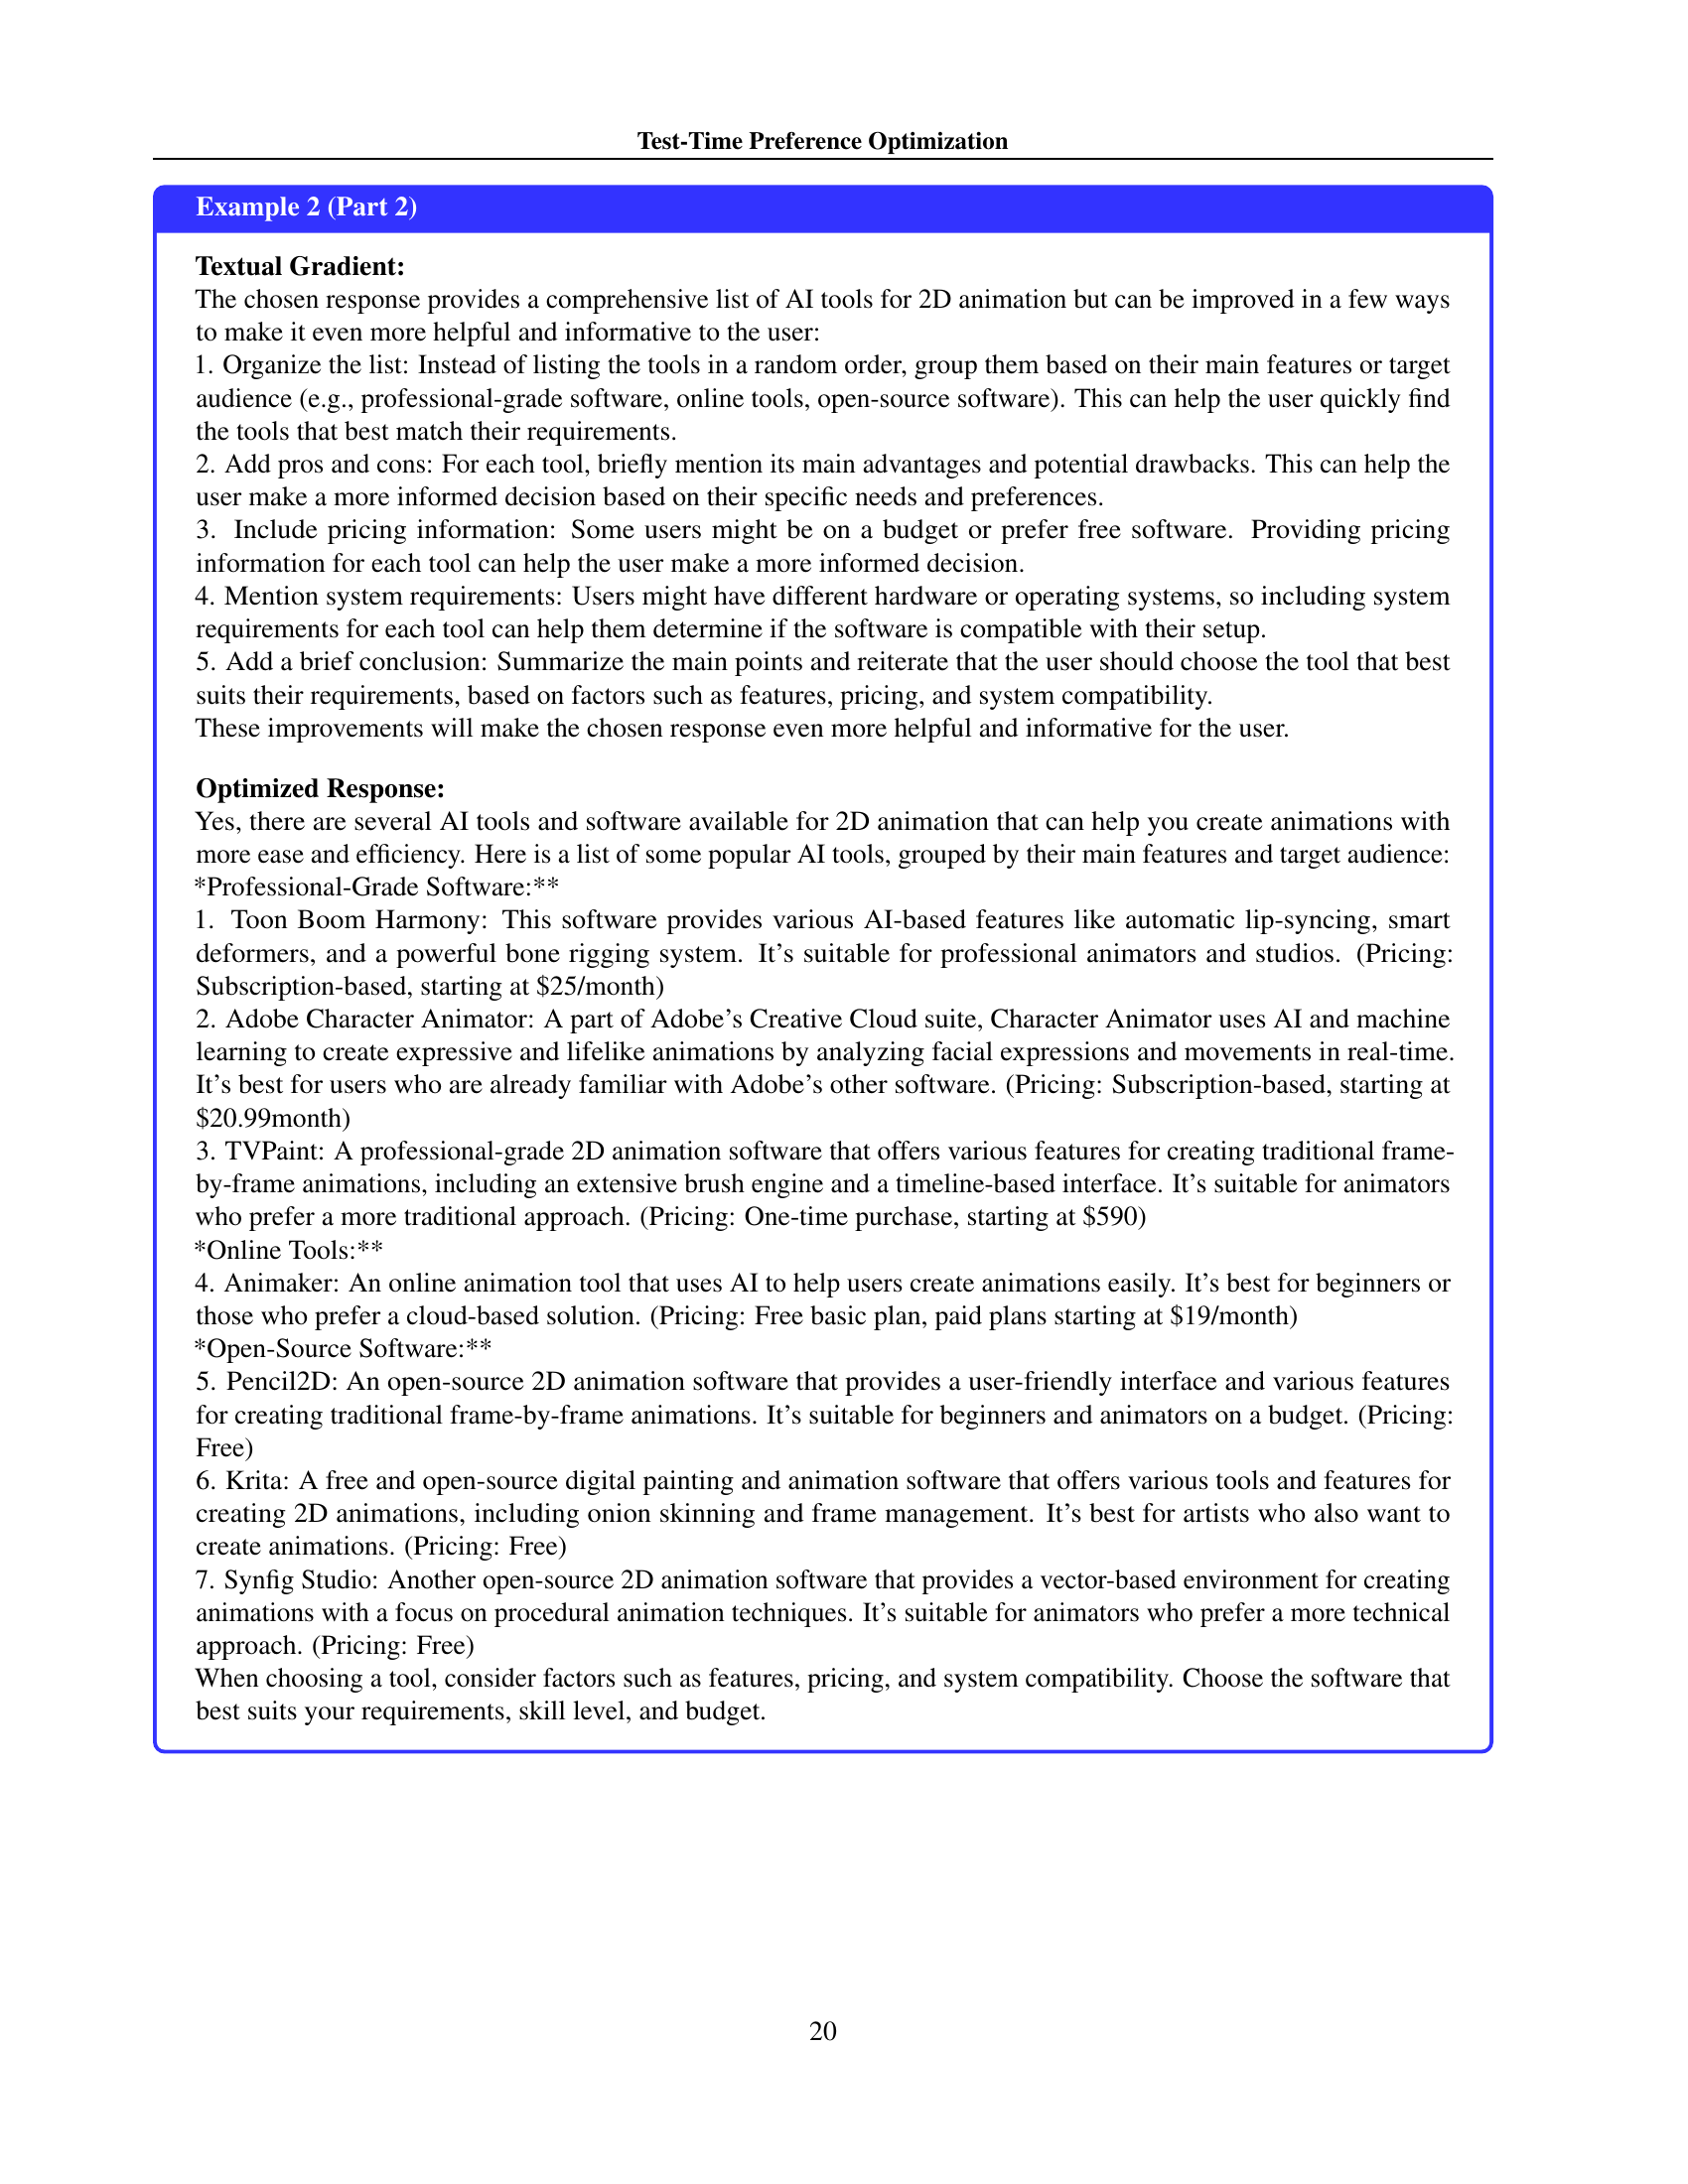 Test-Time Preference Optimization
Example 2 (Part 2)
Textual Gradient:
The chosen response provides a comprehensive list of AI tools for 2D animation but can be improved in a few ways
to make it even more helpful and informative to the user:
1. Organize the list: Instead of listing the tools in a random order, group them based on their main features or target
audience (e.g., professional-grade software, online tools, open-source software). This can help the user quickly find
the tools that best match their requirements.
2. Add pros and cons: For each tool, briefly mention its main advantages and potential drawbacks. This can help the
user make a more informed decision based on their specific needs and preferences.
3. Include pricing information: Some users might be on a budget or prefer free software. Providing pricing
information for each tool can help the user make a more informed decision.
4. Mention system requirements: Users might have different hardware or operating systems, so including system
requirements for each tool can help them determine if the software is compatible with their setup.
5. Add a brief conclusion: Summarize the main points and reiterate that the user should choose the tool that best
suits their requirements, based on factors such as features, pricing, and system compatibility.
These improvements will make the chosen response even more helpful and informative for the user.
Optimized Response:
Yes, there are several AI tools and software available for 2D animation that can help you create animations with
more ease and efficiency. Here is a list of some popular AI tools, grouped by their main features and target audience:
*Professional-Grade Software:**
1. Toon Boom Harmony: This software provides various AI-based features like automatic lip-syncing, smart
deformers, and a powerful bone rigging system. It's suitable for professional animators and studios. (Pricing:
Subscription-based, starting at $25/month)
2. Adobe Character Animator: A part of Adobe's Creative Cloud suite, Character Animator uses AI and machine
learning to create expressive and lifelike animations by analyzing facial expressions and movements in real-time.
It's best for users who are already familiar with Adobe's other software. (Pricing: Subscription-based, starting at
$20.99month)
3. TVPaint: A professional-grade 2D animation software that offers various features for creating traditional frame-
by-frame animations, including an extensive brush engine and a timeline-based interface. It's suitable for animators
who prefer a more traditional approach. (Pricing: One-time purchase, starting at $590)
*Online Tools:**
4. Animaker: An online animation tool that uses AI to help users create animations easily. It's best for beginners or
those who prefer a cloud-based solution. (Pricing: Free basic plan, paid plans starting at $19/month)
*Open-Source Software:**
5. Pencil2D: An open-source 2D animation software that provides a user-friendly interface and various features
for creating traditional frame-by-frame animations. It's suitable for beginners and animators on a budget. (Pricing:
Free)
6. Krita: A free and open-source digital painting and animation software that offers various tools and features for
creating 2D animations, including onion skinning and frame management. It's best for artists who also want to
create animations. (Pricing: Free)
7. Synfig Studio: Another open-source 2D animation software that provides a vector-based environment for creating
animations with a focus on procedural animation techniques. It's suitable for animators who prefer a more technical
approach. (Pricing: Free)
When choosing a tool, consider factors such as features, pricing, and system compatibility. Choose the software that
best suits your requirements, skill level, and budget.
20